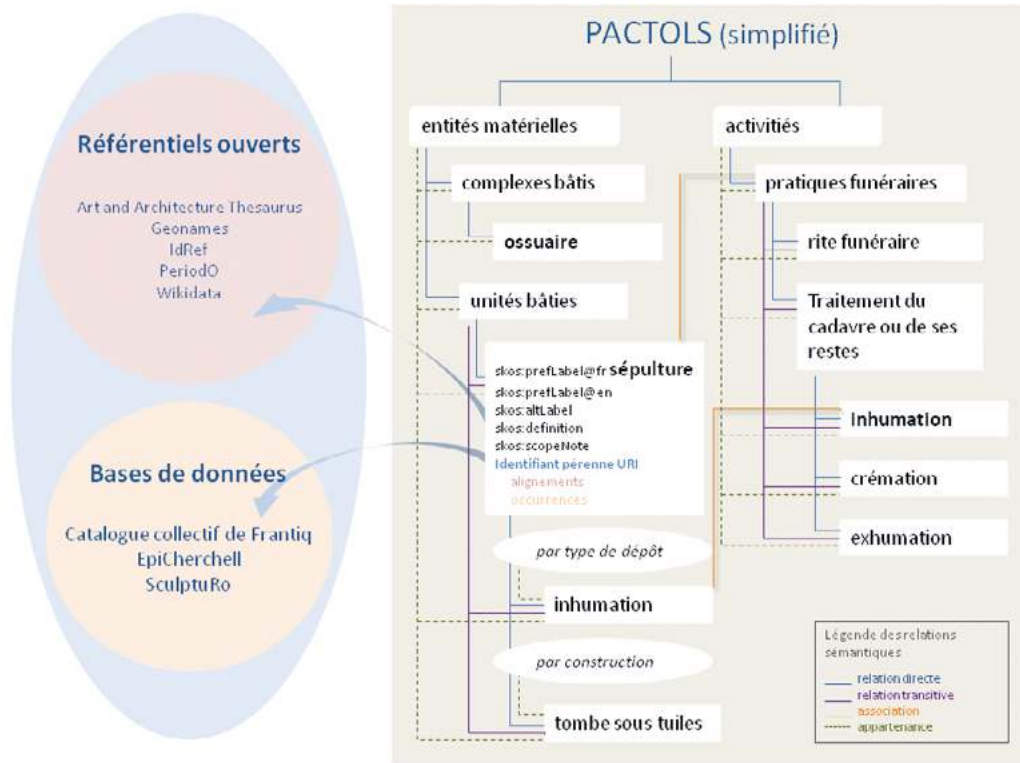 Référentiels ouverts
Art and Architecture Thesaurus
Geonames
IdRef
PeriodO
Wikidata
Bases de données
Catalogue collectif de Frantiq
EpiCherchell
SculptuRo
PACTOLS (simplifié)
entités matérielles
complexes bâtis
ossuaire
unités bâties
skos:prefLabel@fr sépulture
skos:prefLabel@en
skos:altLabel
skos:definition
skos:scopeNote
Identifiant pérenne URI
alignements
occurrences
par type de dépôt
inhumation
par construction
tombe sous tuiles
activitiés
pratiques funéraires
rite funéraire
Traitement du
cadavre ou de ses
restes
inhumation
crémation
exhumation
Légende des relations
sémantiques
relation directe
relation transitive
association
appartenance